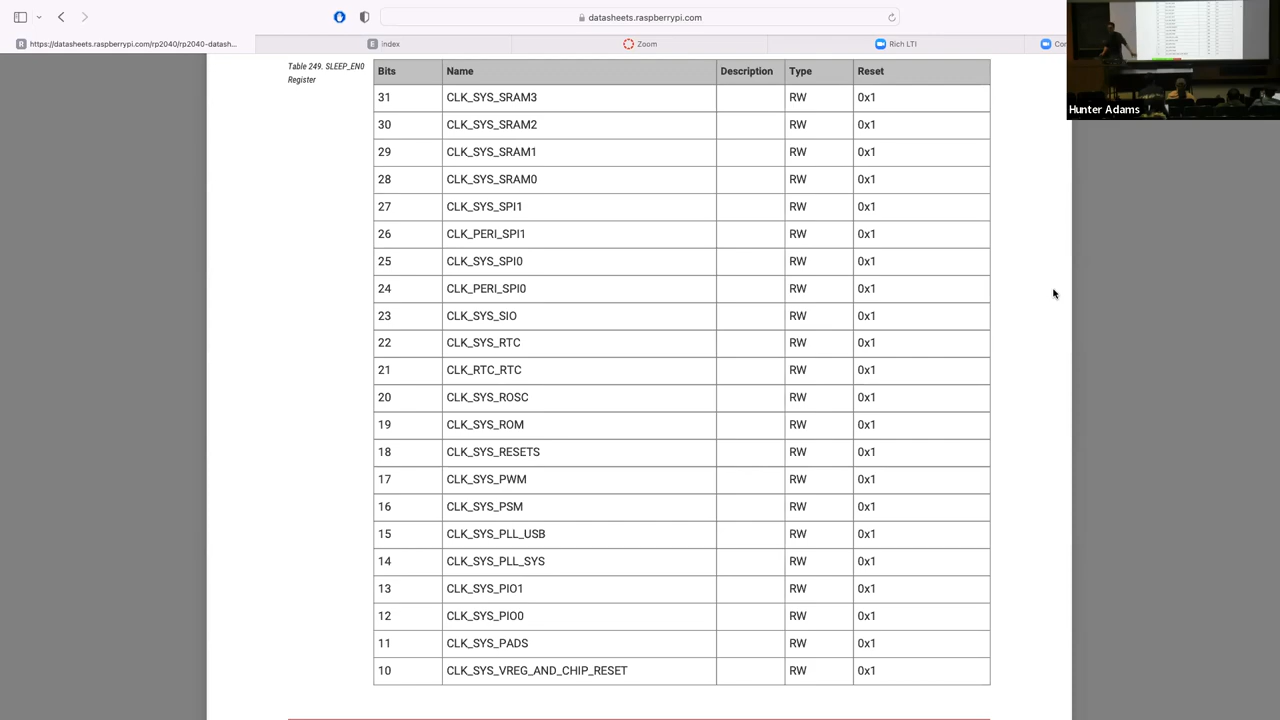 datasheets.raspberrypi.com
R https://datasheets.raspberrypi.com/rp2040/rp2040-datash...
E Index
Zoom
R R: ETI
Cor
Hunter Adams
Table 249. SLEEP_EN0
Register
Bits Name Description Type Reset
31 CLK_SYS_SRAM3 RW 0x1
30 CLK_SYS_SRAM2 RW 0x1
29 CLK_SYS_SRAM1 RW 0x1
28 CLK_SYS_SRAM0 RW 0x1
27 CLK_SYS_SPI1 RW 0x1
26 CLK_PERI_SPI1 RW 0x1
25 CLK_SYS_SPI0 RW 0x1
24 CLK_PERI_SPI0 RW 0x1
23 CLK_SYS_SIO RW 0x1
22 CLK_SYS_RTC RW 0x1
21 CLK_RTC_RTC RW 0x1
20 CLK_SYS_ROSC RW 0x1
19 CLK_SYS_ROM RW 0x1
18 CLK_SYS_RESETS RW 0x1
17 CLK_SYS_PWM RW 0x1
16 CLK_SYS_PSM RW 0x1
15 CLK_SYS_PLL_USB RW 0x1
14 CLK_SYS_PLL_SYS RW 0x1
13 CLK_SYS_PIO1 RW 0x1
12 CLK_SYS_PIO0 RW 0x1
11 CLK_SYS_PADS RW 0x1
10 CLK_SYS_VREG_AND_CHIP_RESET RW 0x1